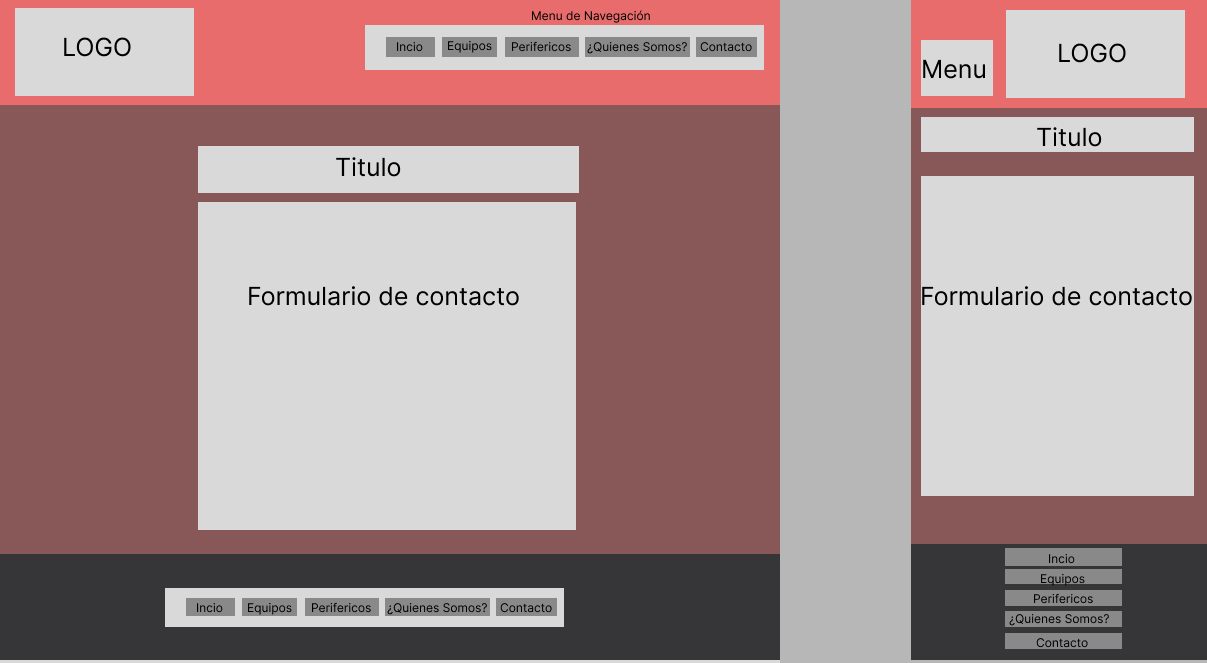 LOGO
Menu de Navegación
Incio
Equipos
Perifericos
¿Quienes Somos?
Contacto
Titulo
Formulario de contacto
Incio
Equipos
Perifericos
¿Quienes Somos?
Contacto
Menu
LOGO
Titulo
Formulario de contacto
Incio
Equipos
Perifericos
¿Quienes Somos?
Contacto